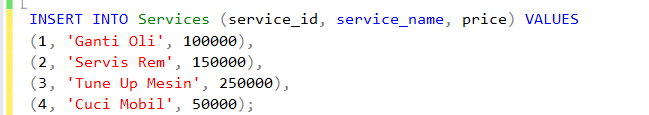 INSERT INTO Services (service_id, service_name, price) VALUES
(1, 'Ganti Oli', 100000),
(2, 'Servis Rem', 150000),
(3, 'Tune Up Mesin', 250000),
(4, 'Cuci Mobil', 50000);